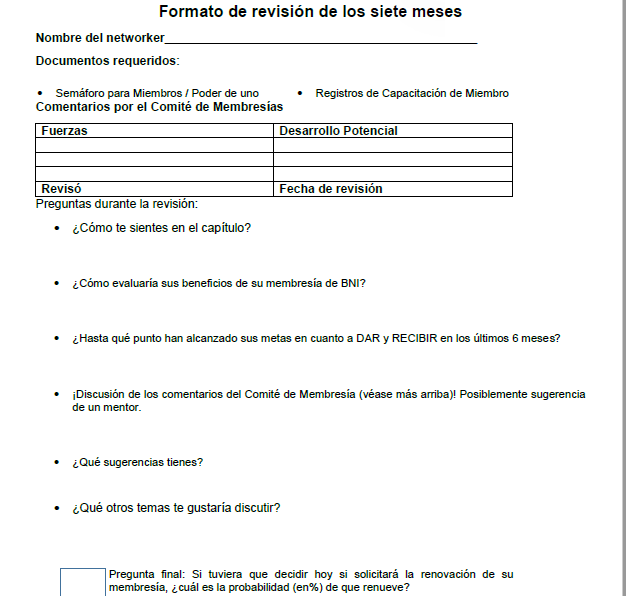 Formato de revisión de los siete meses
Nombre del networker_______________________________________________
Documentos requeridos:
• Semáforo para Miembros / Poder de uno • Registros de Capacitación de Miembro
Comentarios por el Comité de Membresías
Fuerzas Desarrollo Potencial
Revisó Fecha de revisión
Preguntas durante la revisión:
• ¿Cómo te sientes en el capítulo?
• ¿Cómo evaluaría sus beneficios de su membresía de BNI?
• ¿Hasta qué punto han alcanzado sus metas en cuanto a DAR y RECIBIR en los últimos 6 meses?
• ¡Discusión de los comentarios del Comité de Membresía (véase más arriba)! Posiblemente sugerencia
de un mentor.
• ¿Qué sugerencias tienes?
• ¿Qué otros temas te gustaría discutir?
Pregunta final: Si tuviera que decidir hoy si solicitará la renovación de su
membresía, ¿cuál es la probabilidad (en%) de que renueve?